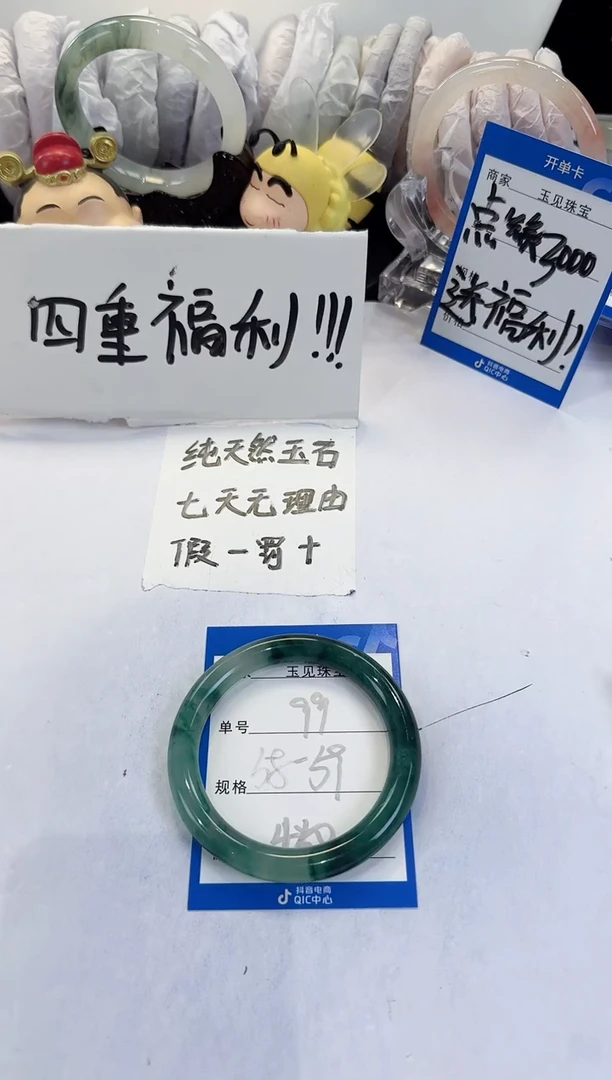 开单卡
商家 玉见珠宝
点赞3000
送福利!
抖音电商
QIC中心
四重福利!!!
纯天然玉石
七天无理由
假一罚十
玉见珠宝
单号 99
规格 58-59
抖音电商
QIC中心